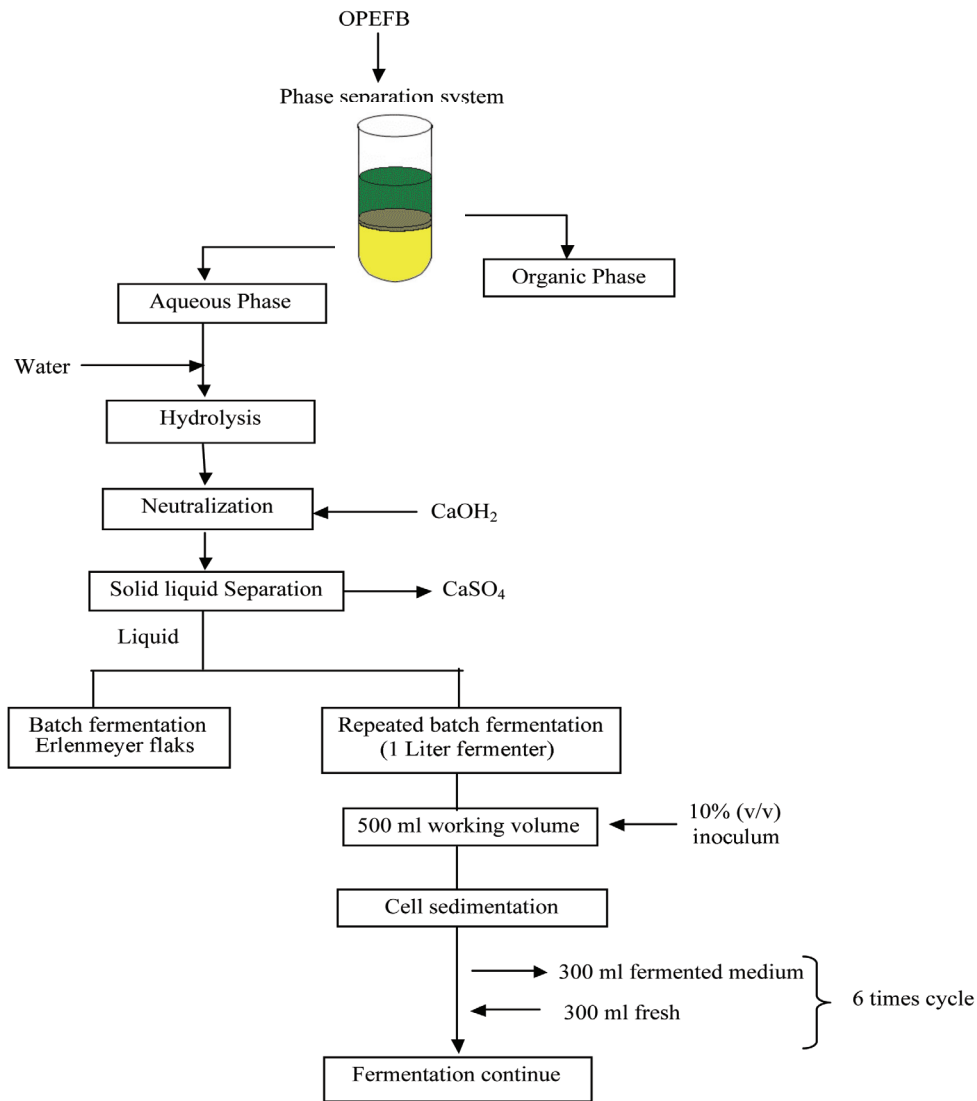 OPEFB
Phase separation system
Organic Phase
Aqueous Phase
Water
Hydrolysis
Neutralization
CaOH₂
Solid liquid Separation
CaSO₄
Liquid
Batch fermentation
Erlenmeyer flaks
Repeated batch fermentation
(1 Liter fermenter)
500 ml working volume
10% (v/v)
inoculum
Cell sedimentation
300 ml fermented medium
300 ml fresh
6 times cycle
Fermentation continue